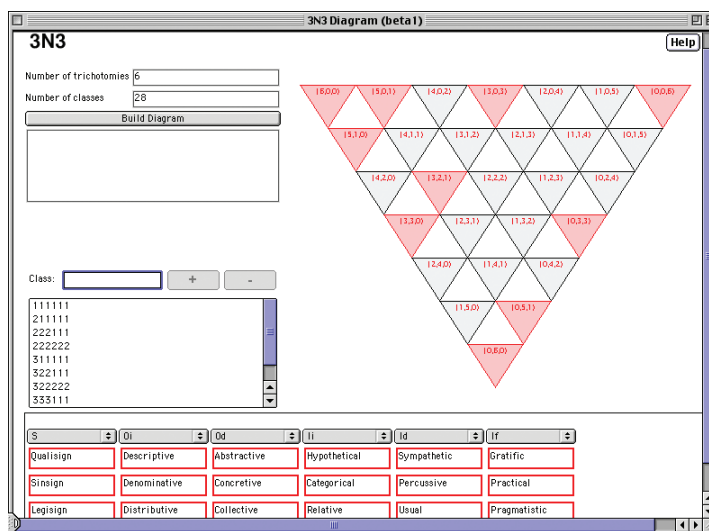 3N3 Diagram (beta1)
3N3
Help
Number of trichotomies 6
Number of classes 28
Build Diagram
(6,0,0) (5,0,1) (4,0,2) (3,0,3) (2,0,4) (1,0,5) (0,0,6)
(5,1,0) (4,1,1) (3,1,2) (2,1,3) (1,1,4) (0,1,5)
(4,2,0) (3,2,1) (2,2,2) (1,2,3) (0,2,4)
(3,3,0) (2,3,1) (1,3,2) (0,3,3)
(2,4,0) (1,4,1) (0,4,2)
(1,5,0) (0,5,1)
(0,6,0)
Class: + -
111111
211111
222111
222222
311111
322111
322222
333111
S Oi Od Ii Id If
Qualisign Descriptive Abstractive Hypothetical Sympathetic Gratific
Sinsign Denominative Concretive Categorical Percussive Practical
Legisign Distributive Collective Relative Usual Pragmatistic